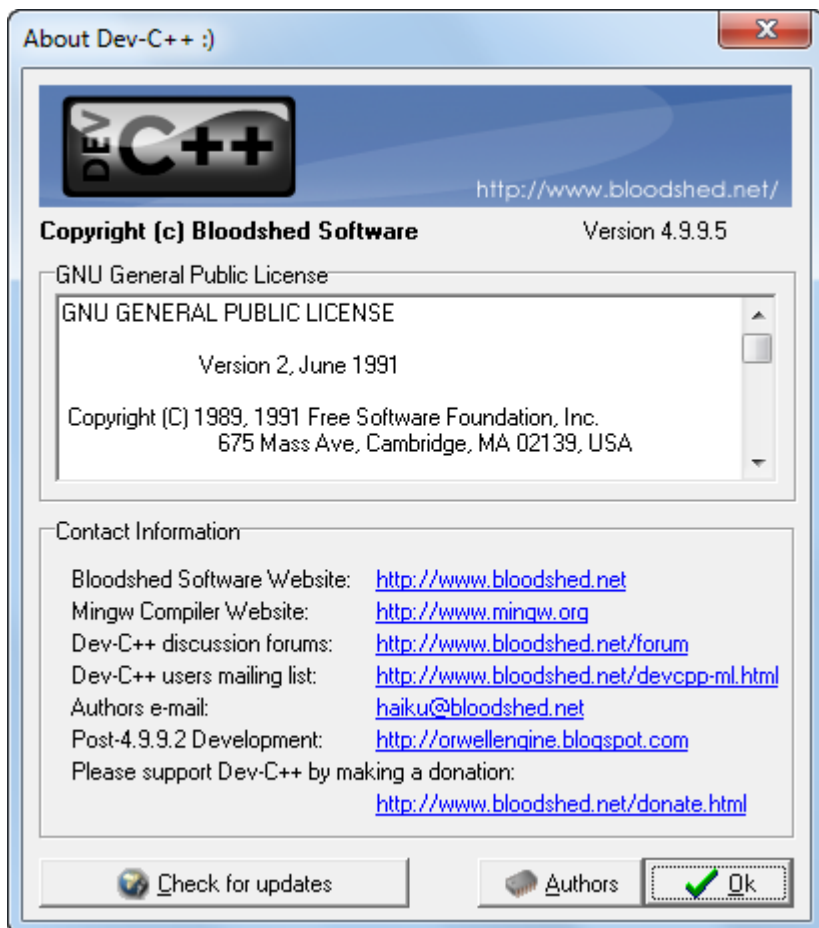 About Dev-C++ :)
DEV C++
http://www.bloodshed.net/
Copyright (c) Bloodshed Software Version 4.9.9.5
GNU General Public License
GNU GENERAL PUBLIC LICENSE
Version 2, June 1991
Copyright (C) 1989, 1991 Free Software Foundation, Inc.
675 Mass Ave, Cambridge, MA 02139, USA
Contact Information
Bloodshed Software Website: http://www.bloodshed.net
Mingw Compiler Website: http://www.mingw.org
Dev-C++ discussion forums: http://www.bloodshed.net/forum
Dev-C++ users mailing list: http://www.bloodshed.net/devcpp-ml.html
Authors e-mail: haiku@bloodshed.net
Post-4.9.9.2 Development: http://orwellengine.blogspot.com
Please support Dev-C++ by making a donation:
http://www.bloodshed.net/donate.html
Check for updates Authors Ok